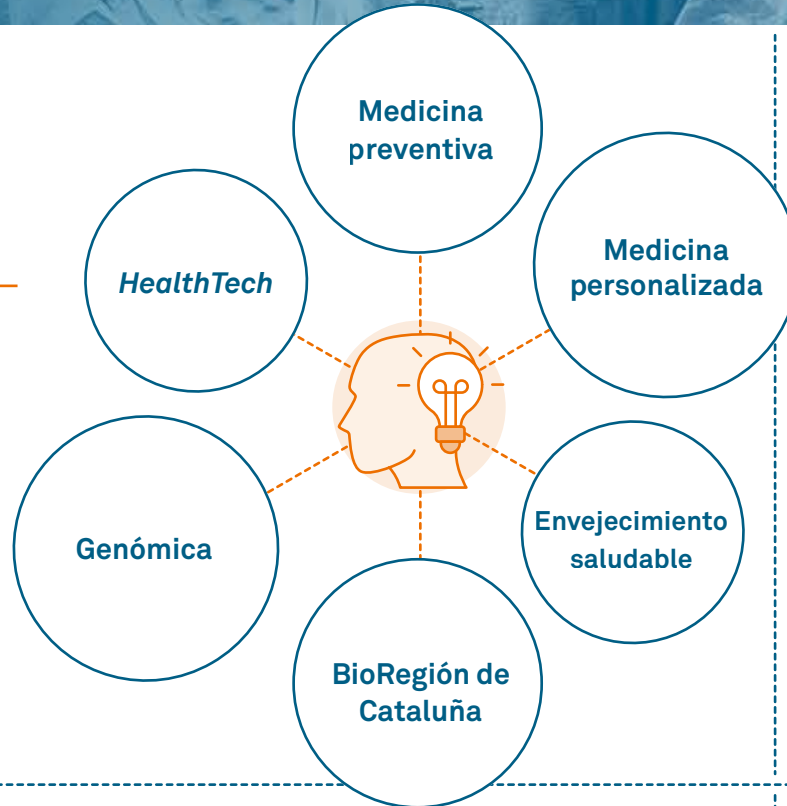 Medicina
preventiva
HealthTech
Medicina
personalizada
Genómica
Envejecimiento
saludable
BioRegión de
Cataluña